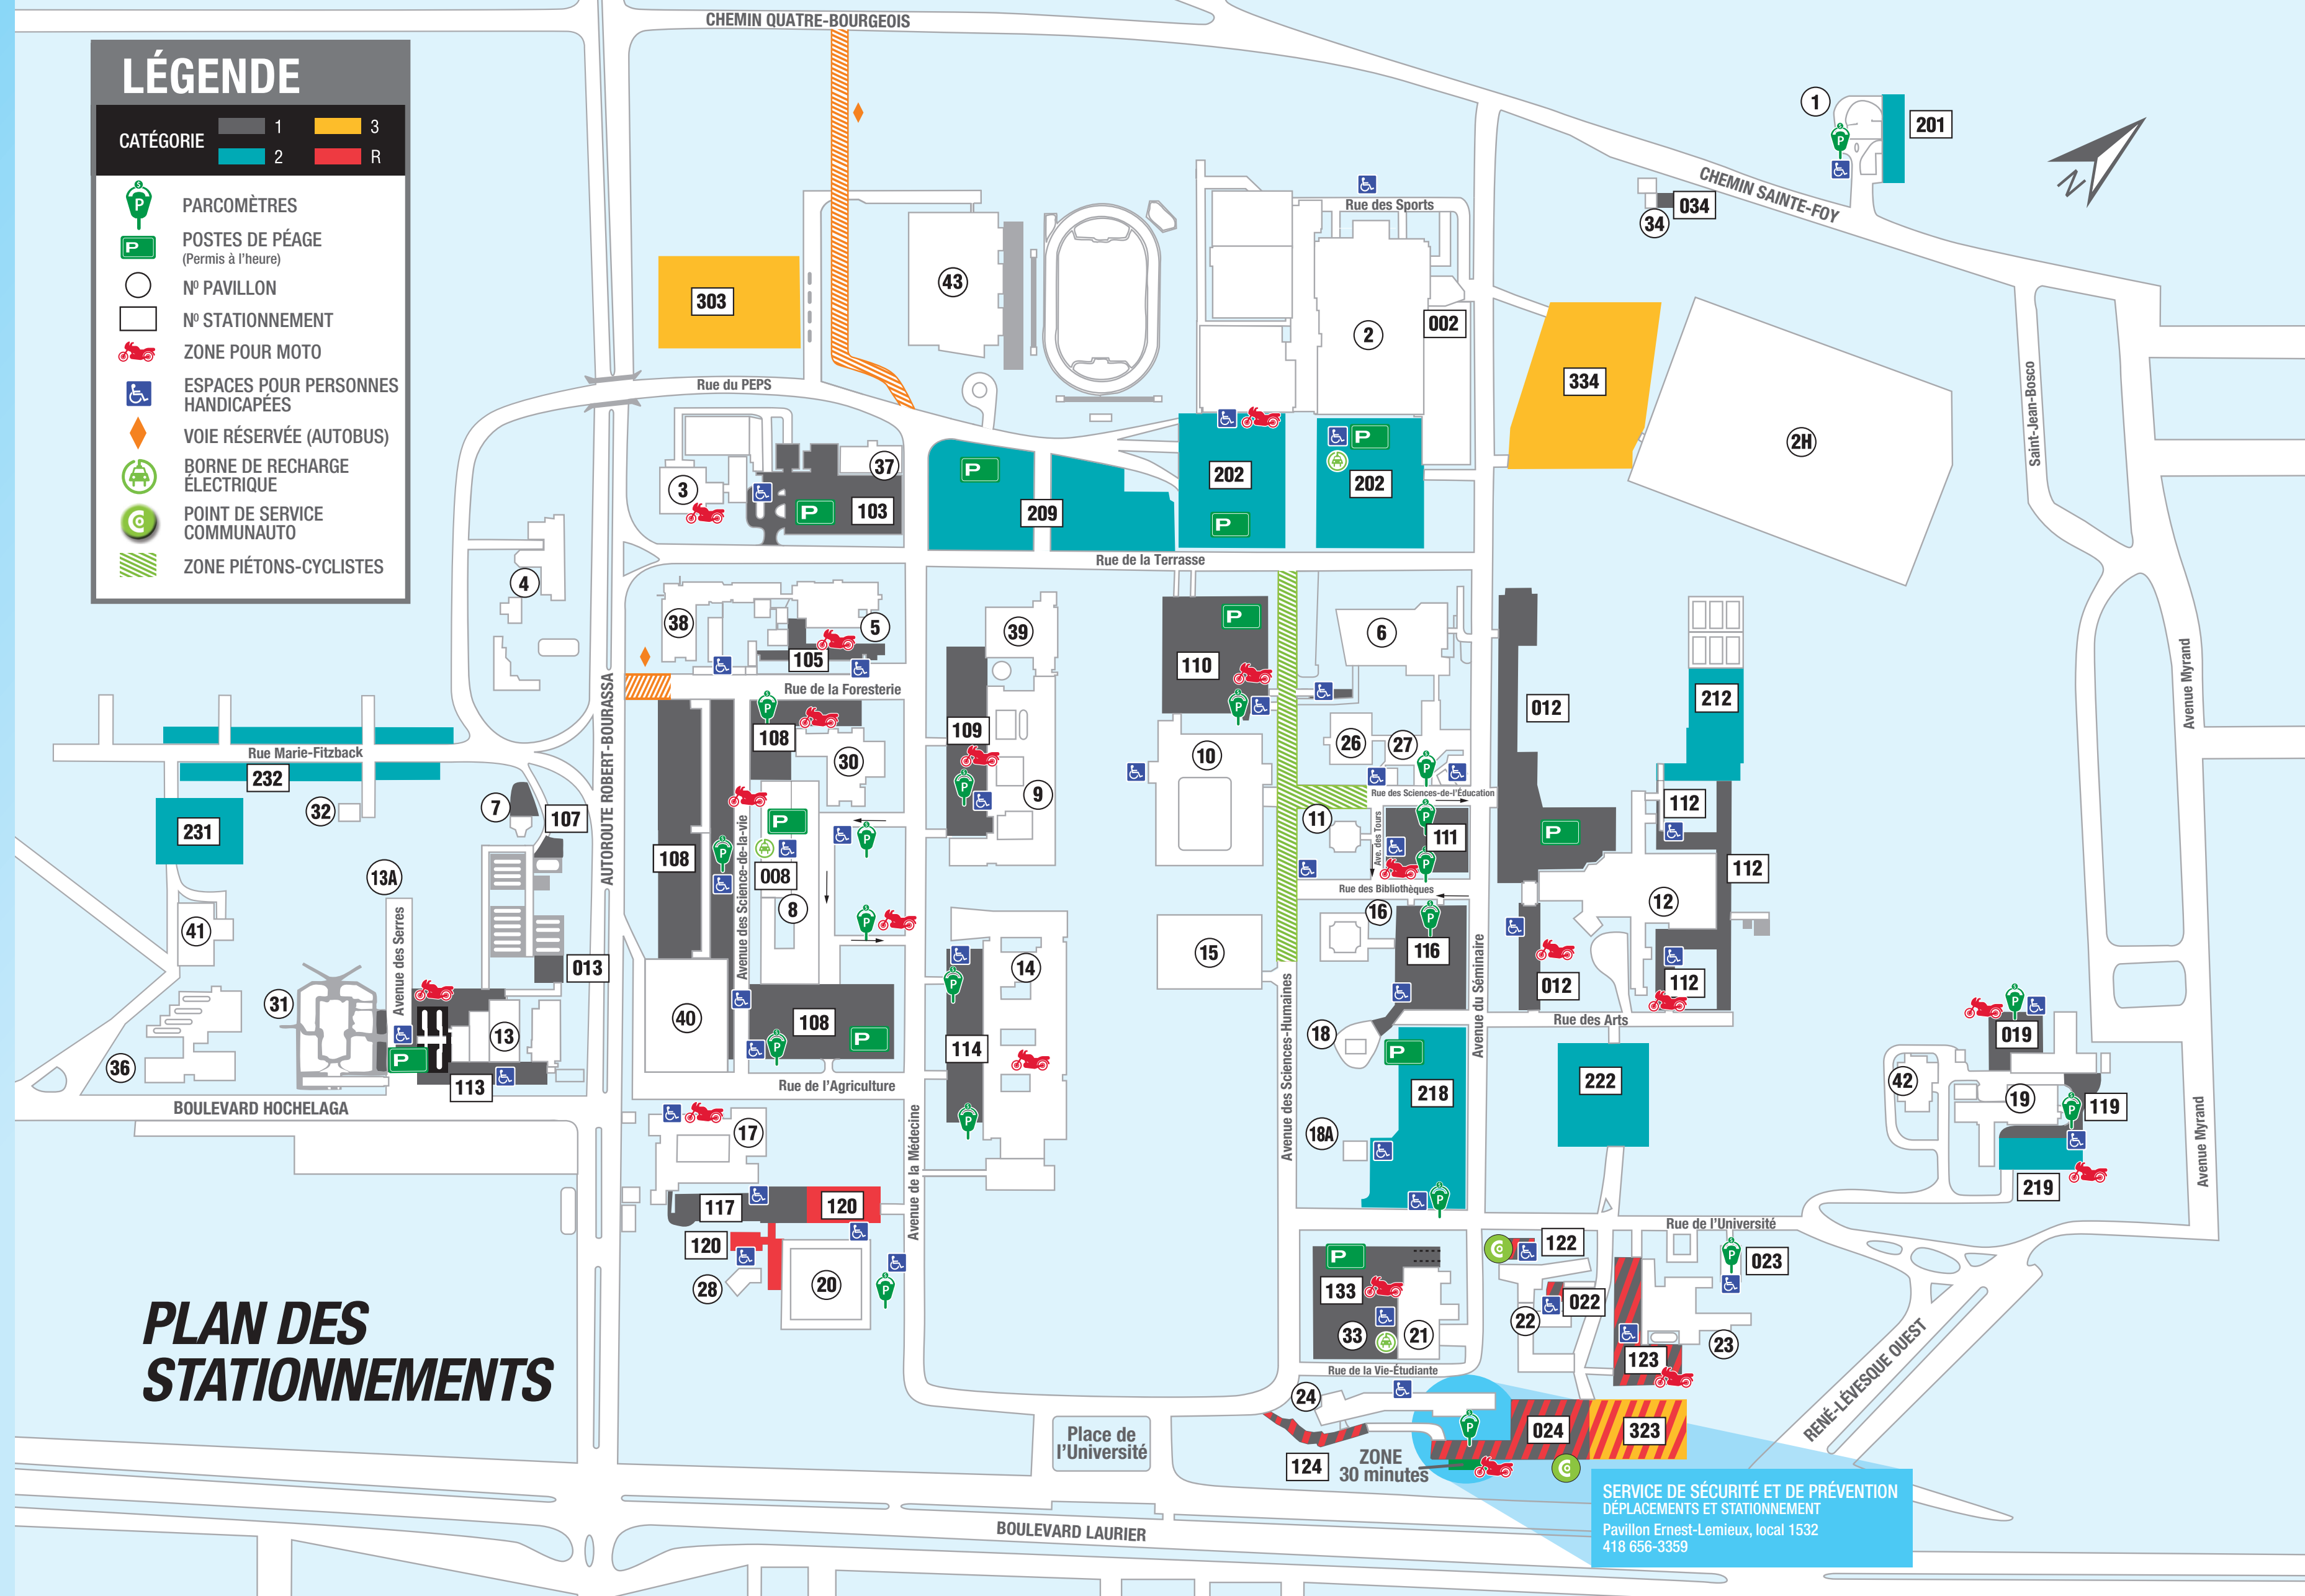 CHEMIN QUATRE-BOURGEOIS
LÉGENDE
CATÉGORIE
1
3
2
R
PARCOMÈTRES
POSTES DE PÉAGE
(Permis à l'heure)
Nº PAVILLON
Nº STATIONNEMENT
ZONE POUR MOTO
ESPACES POUR PERSONNES
HANDICAPÉES
VOIE RÉSERVÉE (AUTOBUS)
BORNE DE RECHARGE
ÉLECTRIQUE
POINT DE SERVICE
COMMUNAUTO
ZONE PIÉTONS-CYCLISTES
1
201
N
CHEMIN SAINTE-FOY
034
34
Rue des Sports
303
43
2
002
334
2H
Saint-Jean-Bosco
Rue du PEPS
37
3
103
209
202
202
Rue de la Terrasse
4
38
5
105
39
110
6
Rue de la Foresterie
012
212
Avenue Myrand
AUTOROUTE ROBERT-BOURASSA
109
108
30
10
26
27
Rue Marie-Fitzback
232
32
7
107
9
Rue des Sciences-de-l'Éducation
112
231
11
Ave. des Tours
111
108
Avenue des Science-de-la-vie
008
8
112
13A
Rue des Bibliothèques
12
16
41
Avenue des Serres
116
15
14
013
Avenue du Séminaire
012
112
31
13
40
108
114
18
Rue des Arts
019
36
113
Rue de l'Agriculture
218
222
42
19
119
BOULEVARD HOCHELAGA
17
18A
Avenue des Sciences-Humaines
Avenue de la Médecine
Avenue Myrand
219
117
120
120
28
20
Rue de l'Université
122
023
133
33
21
022
22
23
123
Rue de la Vie-Étudiante
24
RENÉ-LÉVESQUE OUEST
PLAN DES
STATIONNEMENTS
Place de
l'Université
124
ZONE
30 minutes
024
323
SERVICE DE SÉCURITÉ ET DE PRÉVENTION
DÉPLACEMENTS ET STATIONNEMENT
Pavillon Ernest-Lemieux, local 1532
418 656-3359
BOULEVARD LAURIER